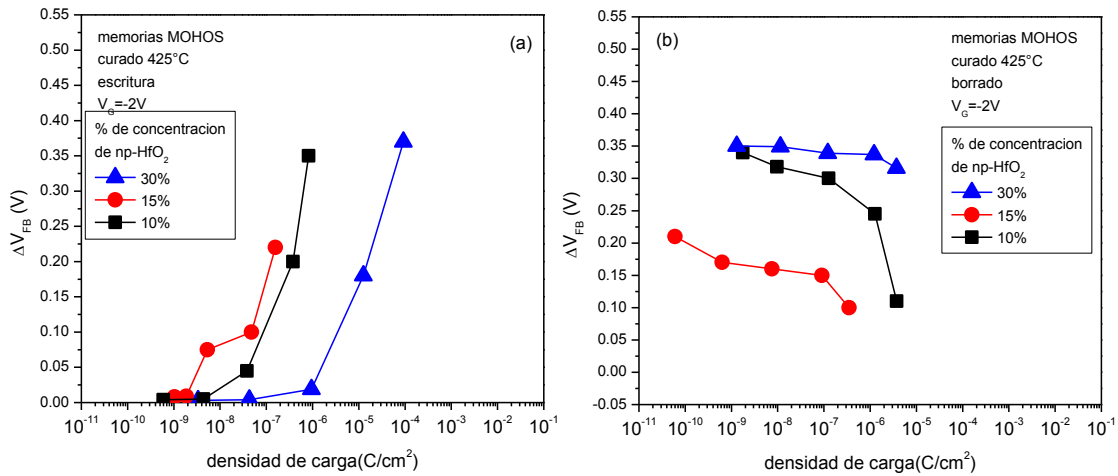 0.55
0.50
0.45
0.40
0.35
0.30
0.25
0.20
0.15
0.10
0.05
0.00
ΔV_FB (V)
memorias MOHOS
curado 425°C
escritura
V_G=-2V
(a)
% de concentracion
de np-HfO₂
30%
15%
10%
10⁻¹¹ 10⁻¹⁰ 10⁻⁹ 10⁻⁸ 10⁻⁷ 10⁻⁶ 10⁻⁵ 10⁻⁴ 10⁻³ 10⁻² 10⁻¹
densidad de carga(C/cm²)
0.55
0.50
0.45
0.40
0.35
0.30
0.25
0.20
0.15
0.10
0.05
0.00
-0.05
ΔV_FB (V)
(b)
memorias MOHOS
curado 425°C
borrado
V_G=-2V
% de concentracion
de np-HfO₂
30%
15%
10%
10⁻¹¹ 10⁻¹⁰ 10⁻⁹ 10⁻⁸ 10⁻⁷ 10⁻⁶ 10⁻⁵ 10⁻⁴ 10⁻³ 10⁻² 10⁻¹
densidad de carga(C/cm²)